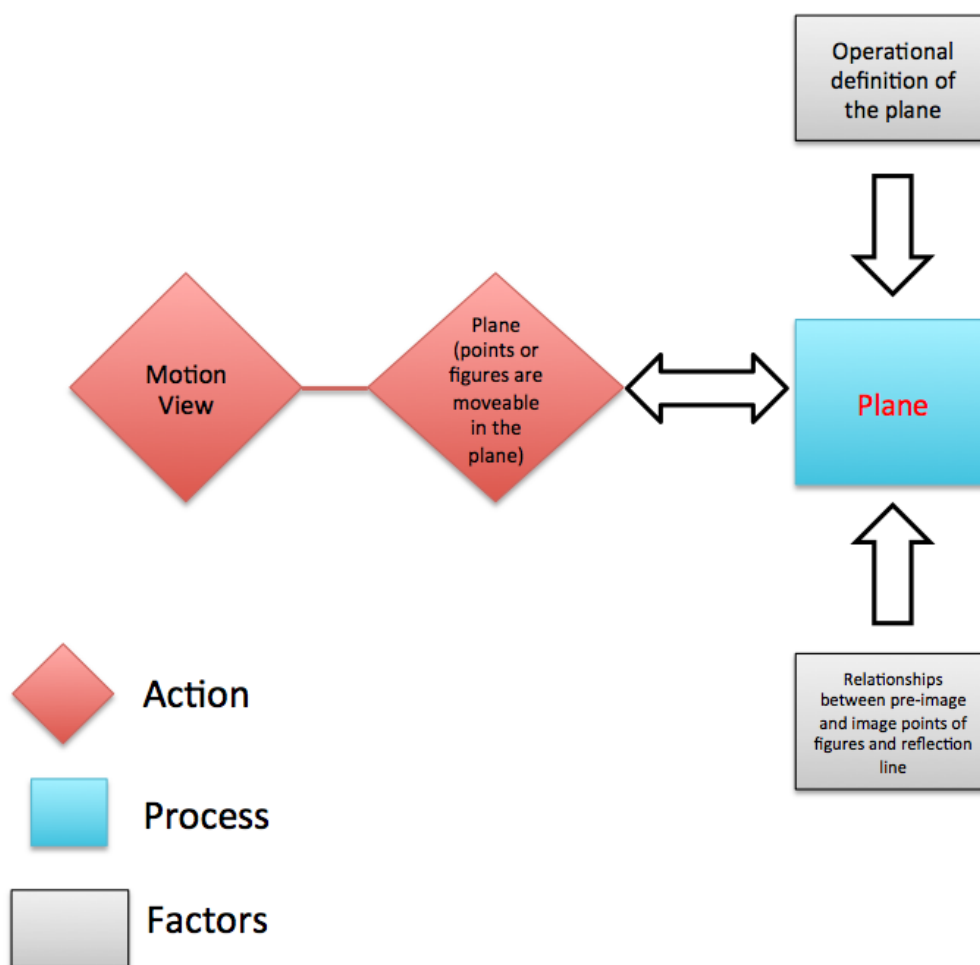 Operational
definition of
the plane
Motion
View
Plane
(points or
figures are
moveable
in the
plane)
Plane
Relationships
between pre-image
and image points of
figures and reflection
line
Action
Process
Factors